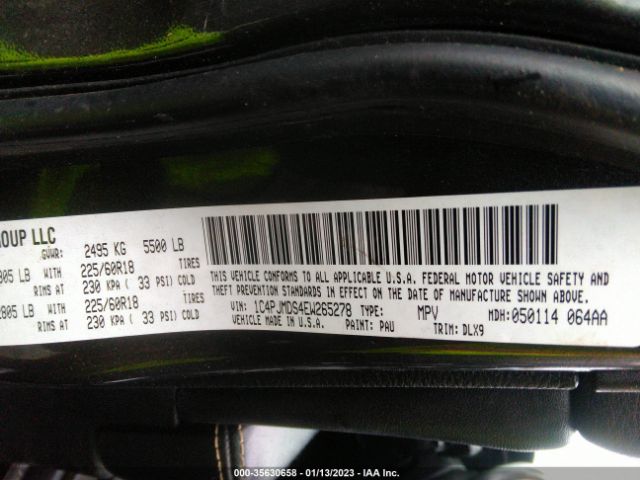 ROUP LLC
GVWR: 2495 KG 5500 LB
805 LB WITH 225/60R18 TIRES
RIMS AT 230 KPA ( 33 PSI) COLD
2805 LB WITH 225/60R18 TIRES
RIMS AT 230 KPA ( 33 PSI) COLD
THIS VEHICLE CONFORMS TO ALL APPLICABLE U.S.A. FEDERAL MOTOR VEHICLE SAFETY AND
THEFT PREVENTION STANDARDS IN EFFECT ON THE DATE OF MANUFACTURE SHOWN ABOVE.
VIN: 1C4PJMDS4EW265278 TYPE: MPV MDH: 050114 064AA
VEHICLE MADE IN U.S.A. PAINT: PAU TRIM: DLX9
000-35630658 - 01/13/2023 - IAA Inc.